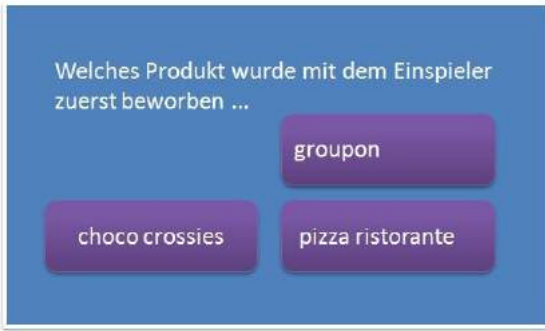 Welches Produkt wurde mit dem Einspieler
zuerst beworben ...
groupon
choco crossies
pizza ristorante